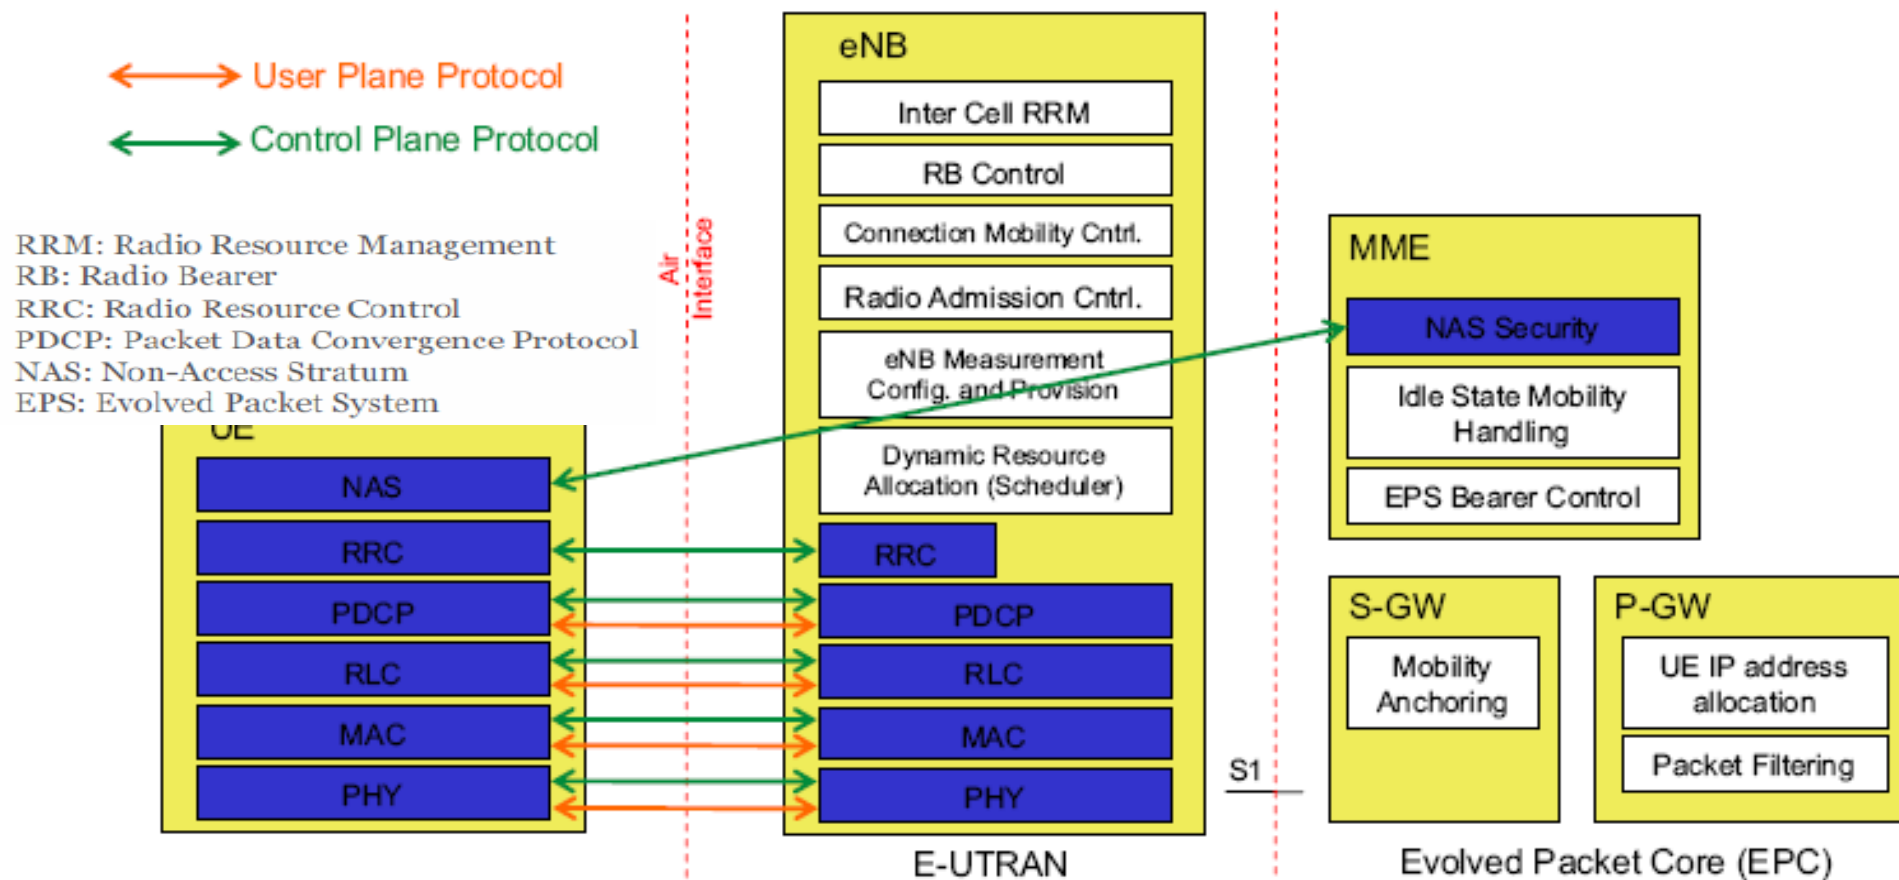 User Plane Protocol
Control Plane Protocol
RRM: Radio Resource Management
RB: Radio Bearer
RRC: Radio Resource Control
PDCP: Packet Data Convergence Protocol
NAS: Non-Access Stratum
EPS: Evolved Packet System
UE
NAS
RRC
PDCP
RLC
MAC
PHY
Air
Interface
eNB
Inter Cell RRM
RB Control
Connection Mobility Cntrl.
Radio Admission Cntrl.
eNB Measurement
Config. and Provision
Dynamic Resource
Allocation (Scheduler)
RRC
PDCP
RLC
MAC
PHY
E-UTRAN
S1
MME
NAS Security
Idle State Mobility
Handling
EPS Bearer Control
S-GW
Mobility
Anchoring
P-GW
UE IP address
allocation
Packet Filtering
Evolved Packet Core (EPC)